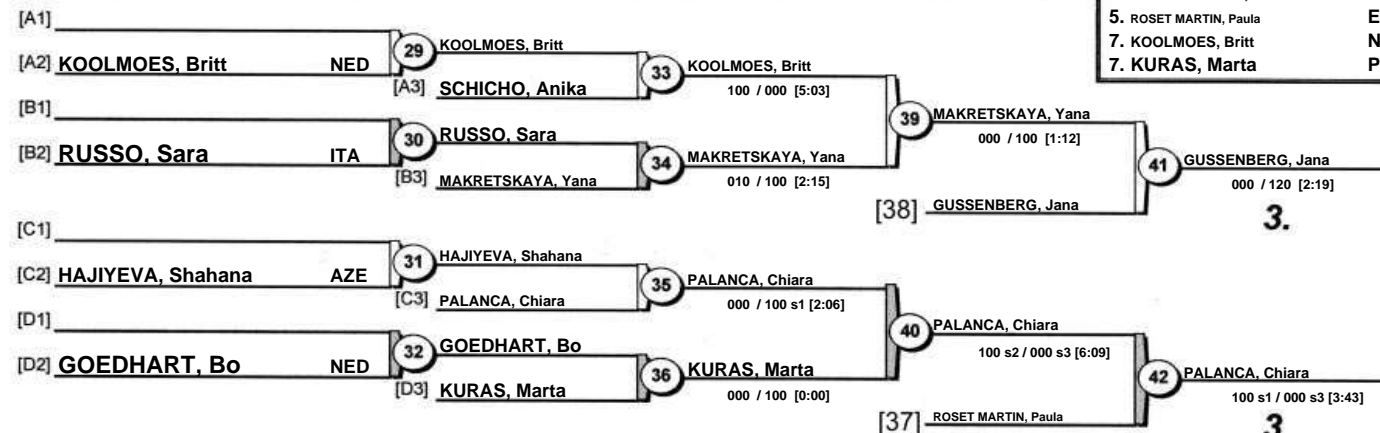 5. ROSET MARTIN, Paula E
7. KOOLMOES, Britt N
7. KURAS, Marta P
[A1]
[A2] KOOLMOES, Britt NED
29
KOOLMOES, Britt
[A3] SCHICHO, Anika
33
KOOLMOES, Britt
100 / 000 [5:03]
[B1]
[B2] RUSSO, Sara ITA
30
RUSSO, Sara
[B3] MAKRETSKAYA, Yana
34
MAKRETSKAYA, Yana
010 / 100 [2:15]
39
MAKRETSKAYA, Yana
000 / 100 [1:12]
[38] GUSSENBERG, Jana
41
GUSSENBERG, Jana
000 / 120 [2:19]
3.
[C1]
[C2] HAJIYEVA, Shahana AZE
31
HAJIYEVA, Shahana
[C3] PALANCA, Chiara
35
PALANCA, Chiara
000 / 100 s1 [2:06]
[D1]
[D2] GOEDHART, Bo NED
32
GOEDHART, Bo
[D3] KURAS, Marta
36
KURAS, Marta
000 / 100 [0:00]
40
PALANCA, Chiara
100 s2 / 000 s3 [6:09]
[37] ROSET MARTIN, Paula
42
PALANCA, Chiara
100 s1 / 000 s3 [3:43]
3